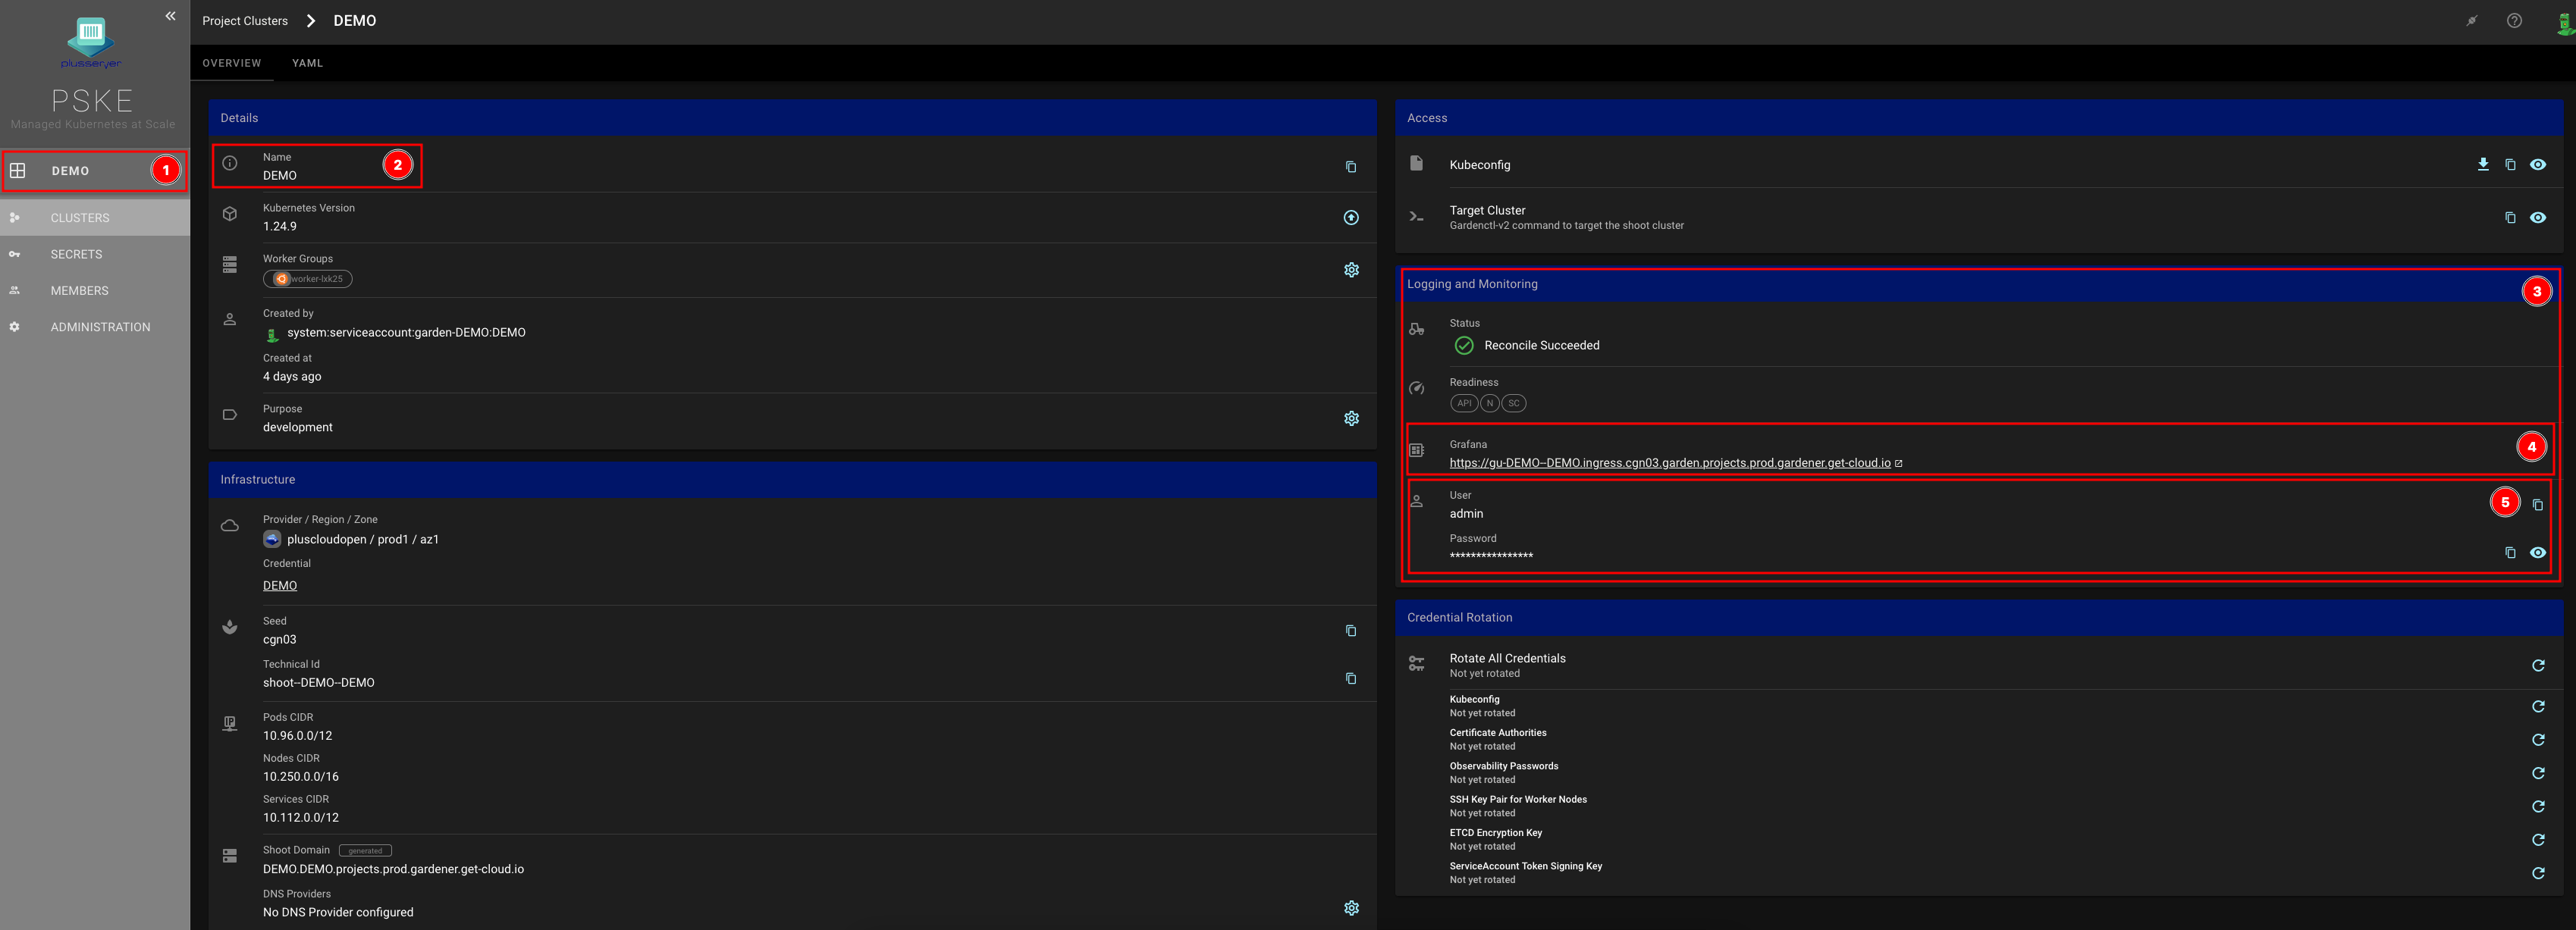 plusserver
PSKE
Managed Kubernetes at Scale
DEMO
1
CLUSTERS
SECRETS
MEMBERS
ADMINISTRATION
Project Clusters
DEMO
OVERVIEW
YAML
Details
Name
DEMO
2
Kubernetes Version
1.24.9
Worker Groups
worker-lxk25
Created by
system:serviceaccount:garden-DEMO:DEMO
Created at
4 days ago
Purpose
development
Infrastructure
Provider / Region / Zone
pluscloudopen / prod1 / az1
Credential
DEMO
Seed
cgn03
Technical Id
shoot--DEMO--DEMO
Pods CIDR
10.96.0.0/12
Nodes CIDR
10.250.0.0/16
Services CIDR
10.112.0.0/12
Shoot Domain generated
DEMO.DEMO.projects.prod.gardener.get-cloud.io
DNS Providers
No DNS Provider configured
Access
Kubeconfig
Target Cluster
Gardenctl-v2 command to target the shoot cluster
Logging and Monitoring
3
Status
Reconcile Succeeded
Readiness
API N SC
Grafana
4
https://gu-DEMO--DEMO.ingress.cgn03.garden.projects.prod.gardener.get-cloud.io
User
5
admin
Password
****************
Credential Rotation
Rotate All Credentials
Not yet rotated
Kubeconfig
Not yet rotated
Certificate Authorities
Not yet rotated
Observability Passwords
Not yet rotated
SSH Key Pair for Worker Nodes
Not yet rotated
ETCD Encryption Key
Not yet rotated
ServiceAccount Token Signing Key
Not yet rotated